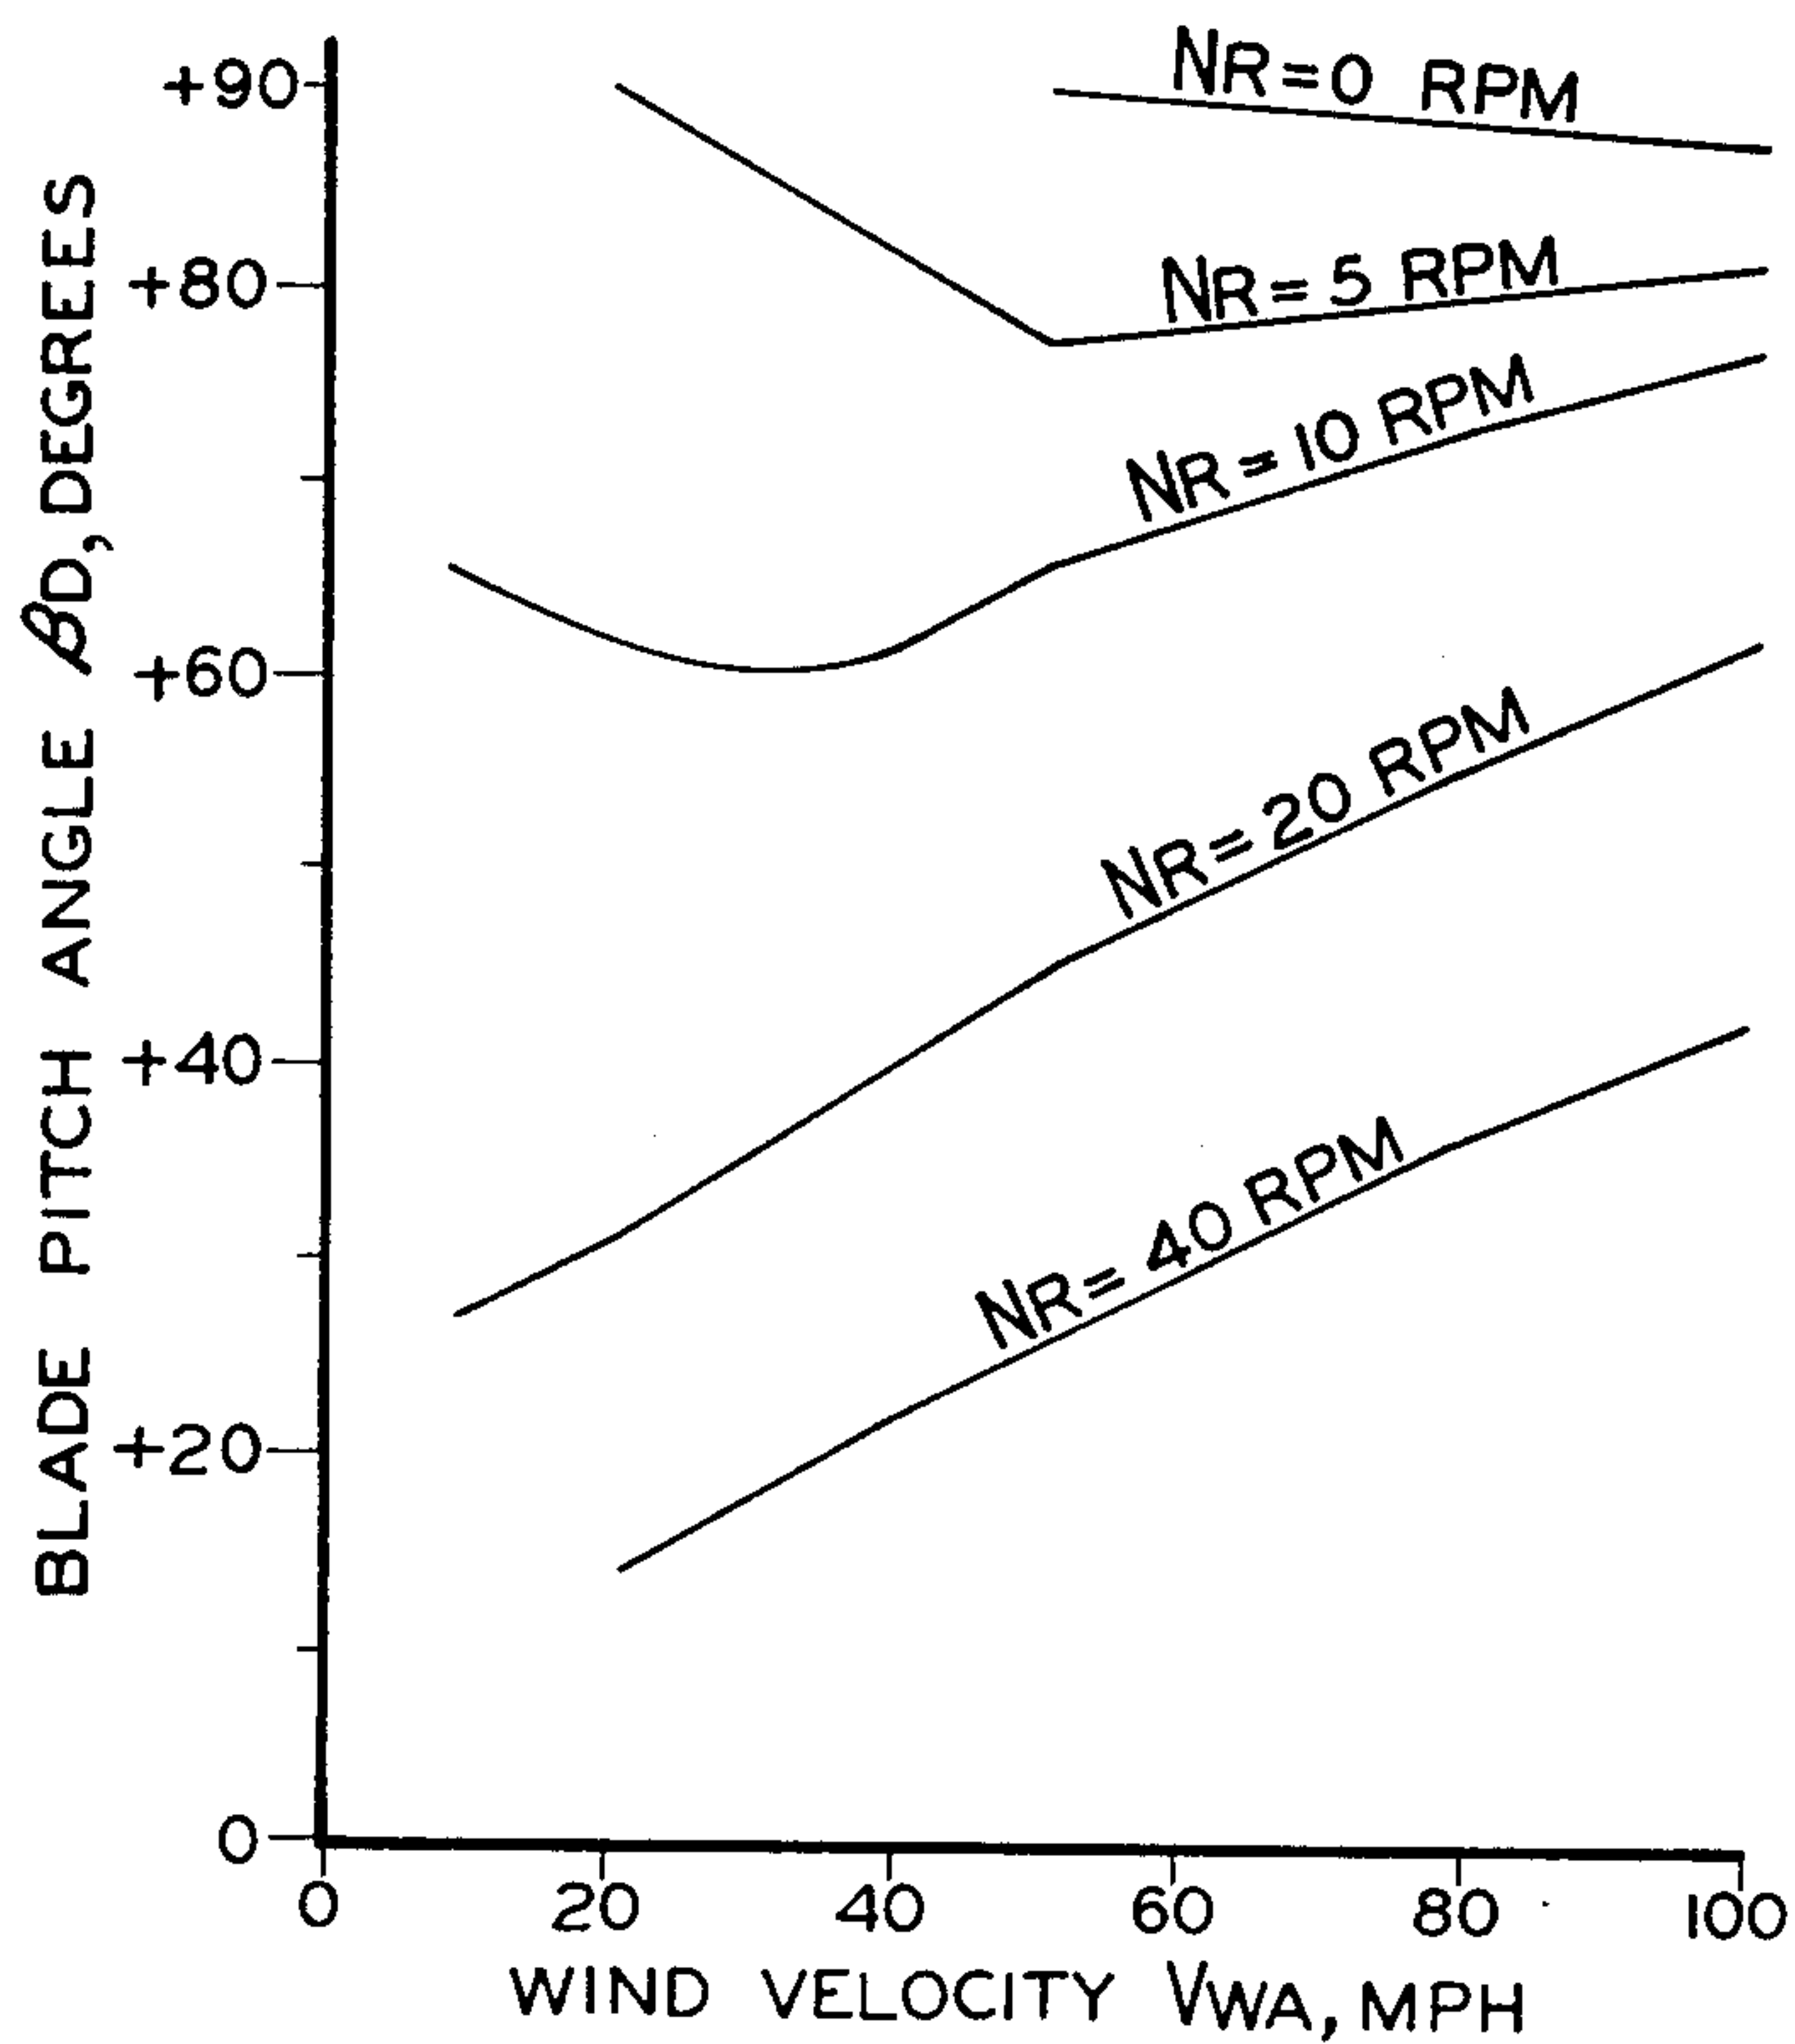 +90
+80
+60
+40
+20
0
BLADE PITCH ANGLE βD, DEGREES
NR=0 RPM
NR=5 RPM
NR=10 RPM
NR=20 RPM
NR=40 RPM
0 20 40 60 80 100
WIND VELOCITY VWA, MPH